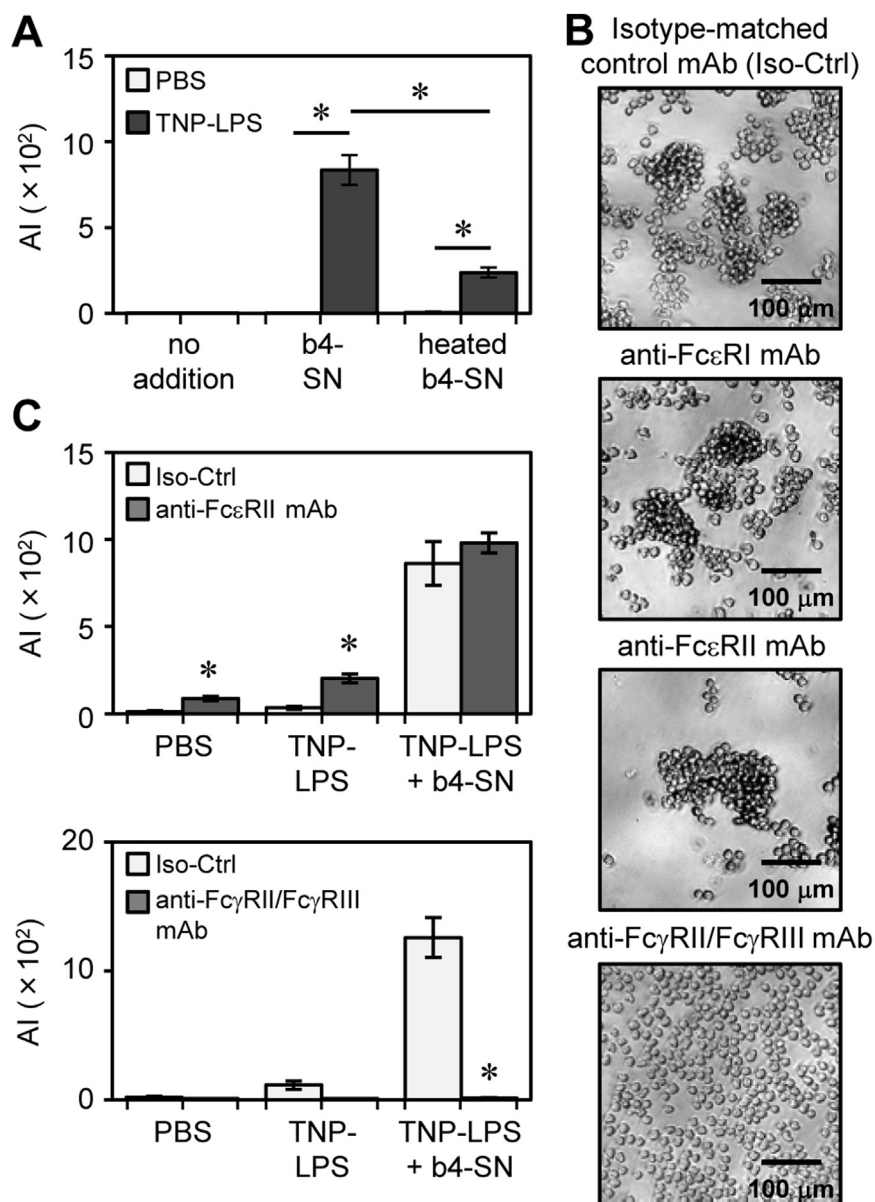 A
15
10
5
0
AI ( × 10²)
PBS
TNP-LPS
*
*
*
no addition
b4-
SN
heated
b4-SN
B
Isotype-matched
control mAb (Iso-Ctrl)
100 μm
anti-FcεRI mAb
100 μm
anti-FcεRII mAb
100 μm
anti-FcγRII/FcγRIII mAb
100 μm
C
15
10
5
0
AI ( × 10²)
Iso-Ctrl
anti-FcεRII mAb
*
*
PBS
TNP-
LPS
TNP-LPS
+ b4-SN
20
10
0
AI ( × 10²)
Iso-Ctrl
anti-FcγRII/FcγRIII
mAb
*
PBS
TNP-
LPS
TNP-LPS
+ b4-SN